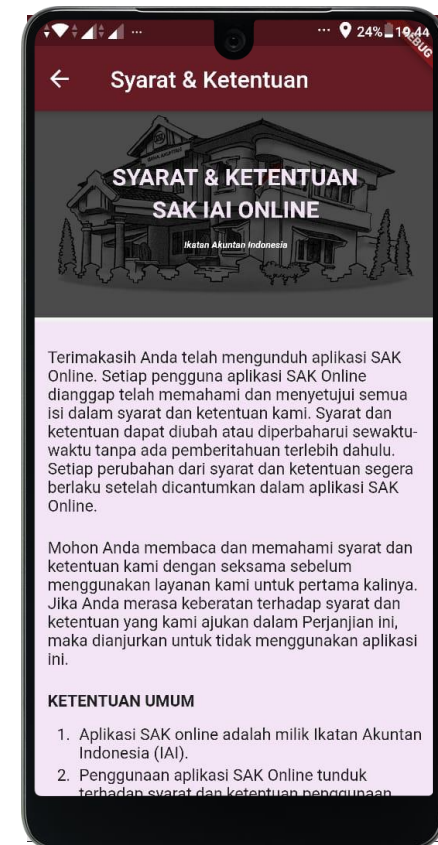 24% 19.44
DEBUG
Syarat & Ketentuan
SYARAT & KETENTUAN
SAK IAI ONLINE
Ikatan Akuntan Indonesia
Terimakasih Anda telah mengunduh aplikasi SAK
Online. Setiap pengguna aplikasi SAK Online
dianggap telah memahami dan menyetujui semua
isi dalam syarat dan ketentuan kami. Syarat dan
ketentuan dapat diubah atau diperbaharui sewaktu-
waktu tanpa ada pemberitahuan terlebih dahulu.
Setiap perubahan dari syarat dan ketentuan segera
berlaku setelah dicantumkan dalam aplikasi SAK
Online.
Mohon Anda membaca dan memahami syarat dan
ketentuan kami dengan seksama sebelum
menggunakan layanan kami untuk pertama kalinya.
Jika Anda merasa keberatan terhadap syarat dan
ketentuan yang kami ajukan dalam Perjanjian ini,
maka dianjurkan untuk tidak menggunakan aplikasi
ini.
KETENTUAN UMUM
1. Aplikasi SAK online adalah milik Ikatan Akuntan
Indonesia (IAI).
2. Penggunaan aplikasi SAK Online tunduk
terhadap syarat dan ketentuan penggunaan